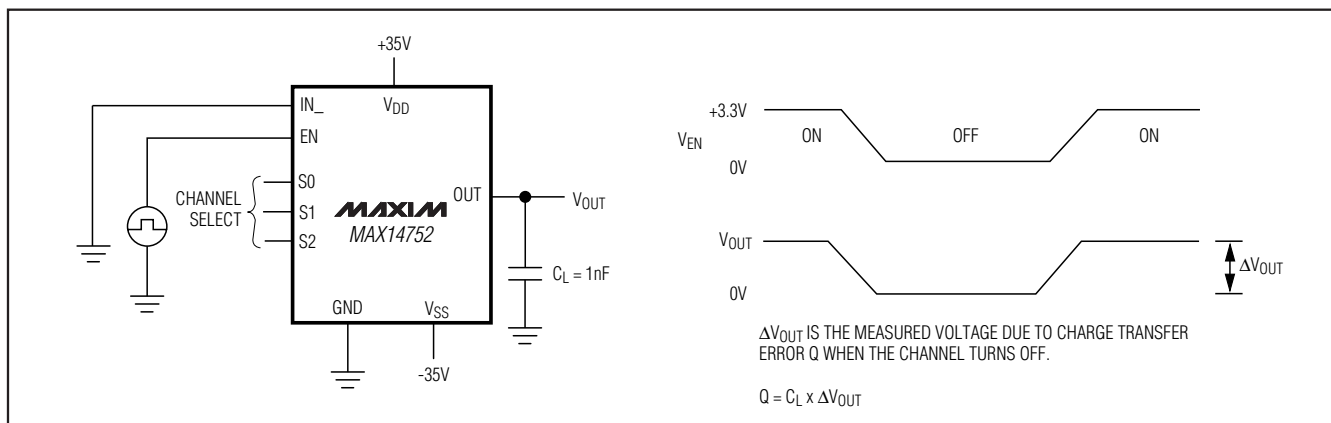 +35V
IN_
VDD
EN
S0
CHANNEL
SELECT
S1
S2
MAXIM
MAX14752
OUT
VOUT
CL = 1nF
GND
VSS
-35V
+3.3V
VEN
ON
OFF
ON
0V
VOUT
ΔVOUT
0V
ΔVOUT IS THE MEASURED VOLTAGE DUE TO CHARGE TRANSFER
ERROR Q WHEN THE CHANNEL TURNS OFF.
Q = CL x ΔVOUT